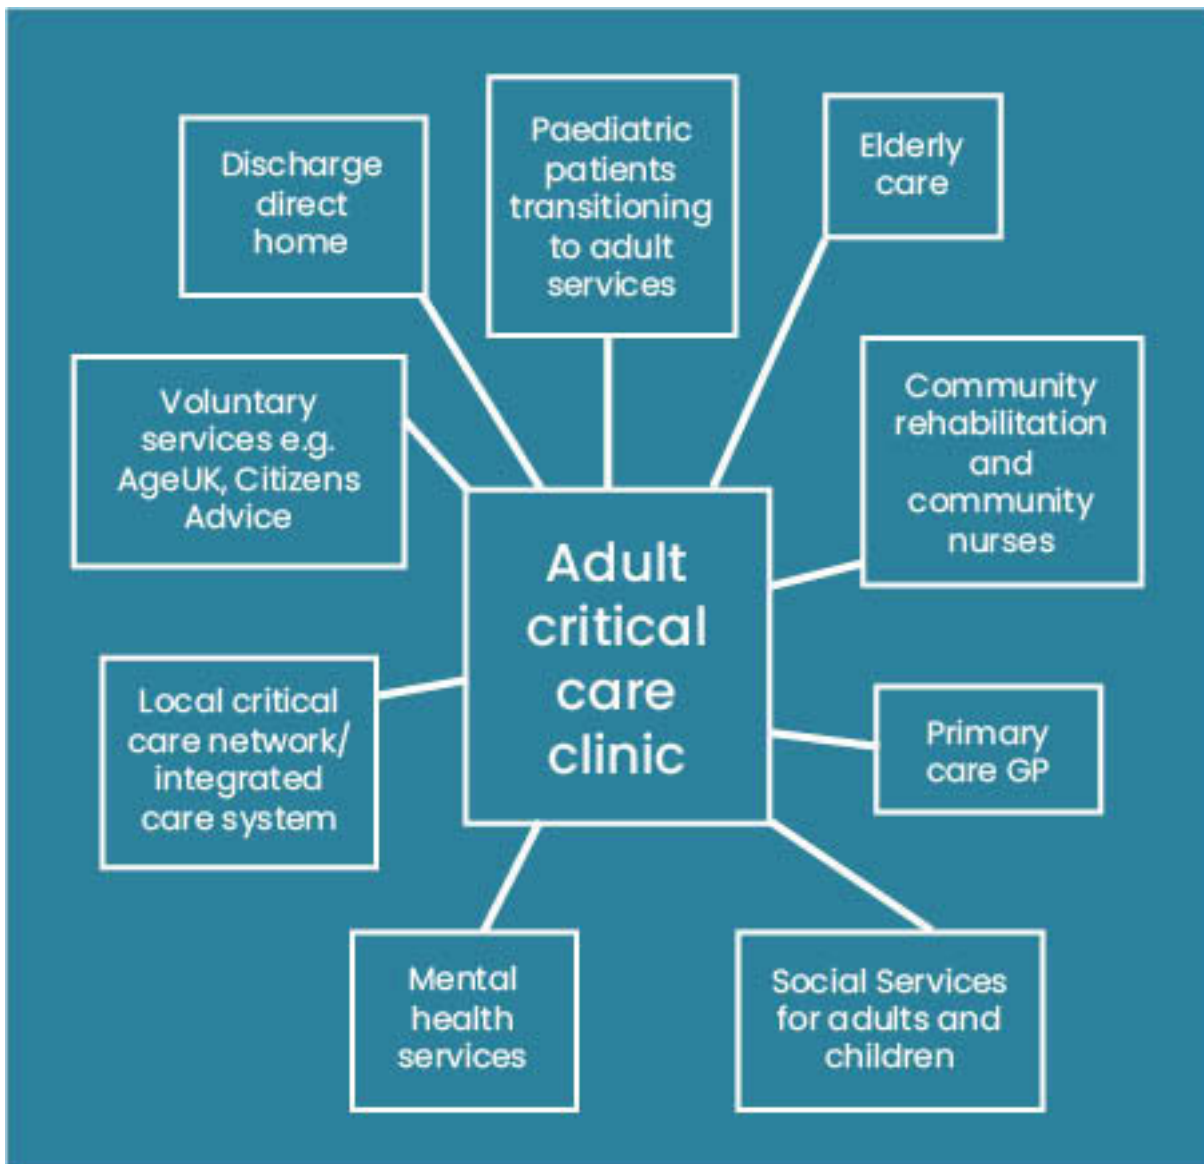 Discharge
direct
home
Paediatric
patients
transitioning
to adult
services
Elderly
care
Voluntary
services e.g.
AgeUK, Citizens
Advice
Community
rehabilitation
and
community
nurses
Adult
critical
care
clinic
Local critical
care network/
integrated
care system
Primary
care GP
Mental
health
services
Social Services
for adults and
children